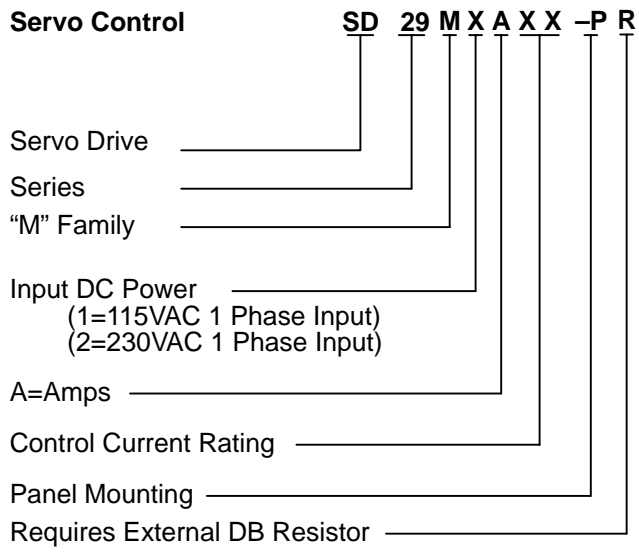 Servo Control SD 29 M X A X X –P R
Servo Drive
Series
“M” Family
Input DC Power
(1=115VAC 1 Phase Input)
(2=230VAC 1 Phase Input)
A=Amps
Control Current Rating
Panel Mounting
Requires External DB Resistor